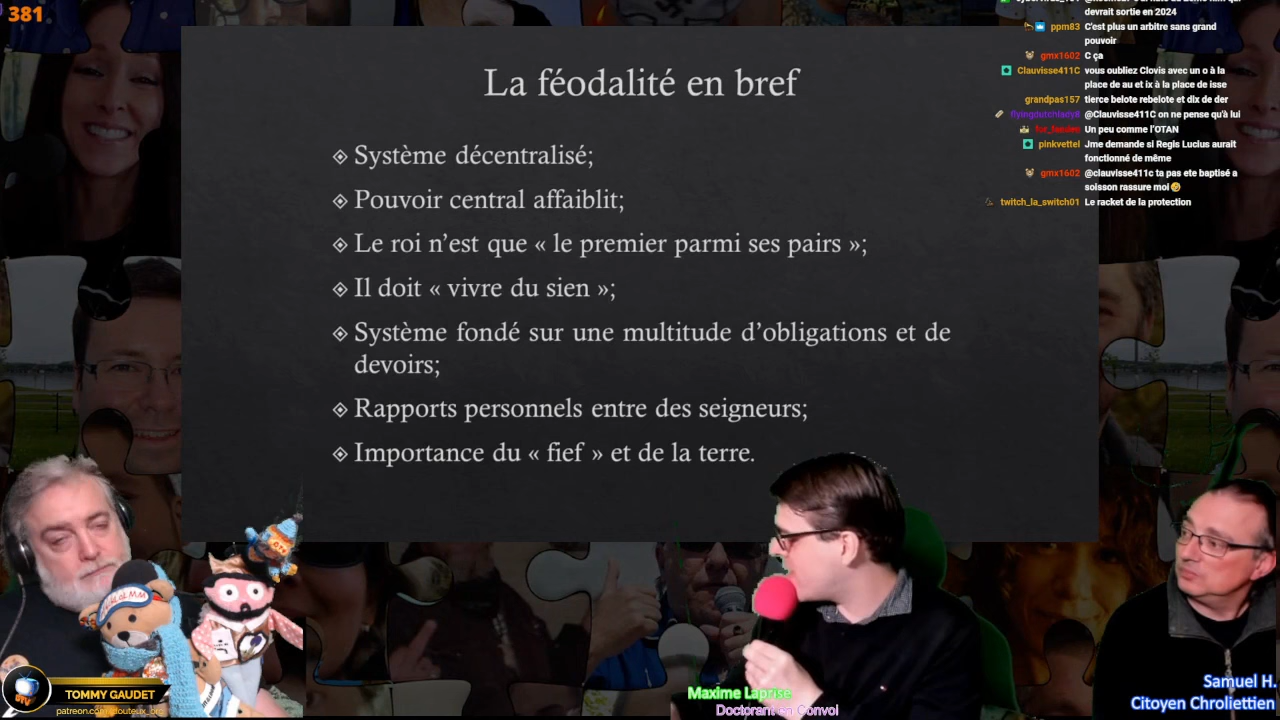 381
La féodalité en bref
Système décentralisé;
Pouvoir central affaiblit;
Le roi n’est que « le premier parmi ses pairs »;
Il doit « vivre du sien »;
Système fondé sur une multitude d’obligations et de
devoirs;
Rapports personnels entre des seigneurs;
Importance du « fief » et de la terre.
devrait sortie en 2024
ppm83 C'est plus un arbitre sans grand
pouvoir
gmx1602 C ça
Clauvisse411C vous oubliez Clovis avec un o à la
place de au et ix à la place de isse
grandpas157 tierce belote rebelote et dix de der
flyingdutchlady8 @Clauvisse411C on ne pense qu'à lui
Un peu comme l'OTAN
pinkvettel Jme demande si Regis Lucius aurait
fonctionné de même
gmx1602 @clauvisse411c ta pas ete baptisé a
soisson rassure moi
twitch_la_switch01 Le racket de la protection
TOMMY GAUDET
Maxime Laprise
Doctorant en Convoi
Samuel H.
Citoyen Chroliettien